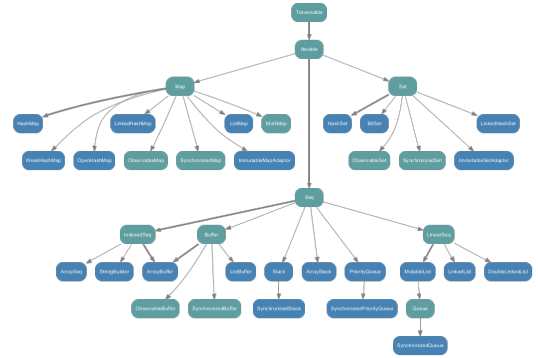 Traversable
Iterable
Map
Set
HashMap
LinkedHashMap
ListMap
MultiMap
HashSet
BitSet
LinkedHashSet
WeakHashMap
OpenHashMap
ObservableMap
SynchronizedMap
ImmutableMapAdaptor
ObservableSet
SynchronizedSet
ImmutableSetAdaptor
Seq
IndexedSeq
Buffer
LinearSeq
ArraySeq
StringBuilder
ArrayBuffer
ListBuffer
Stack
ArrayStack
PriorityQueue
MutableList
LinkedList
DoubleLinkedList
ObservableBuffer
SynchronizedBuffer
SynchronizedStack
SynchronizedPriorityQueue
Queue
SynchronizedQueue